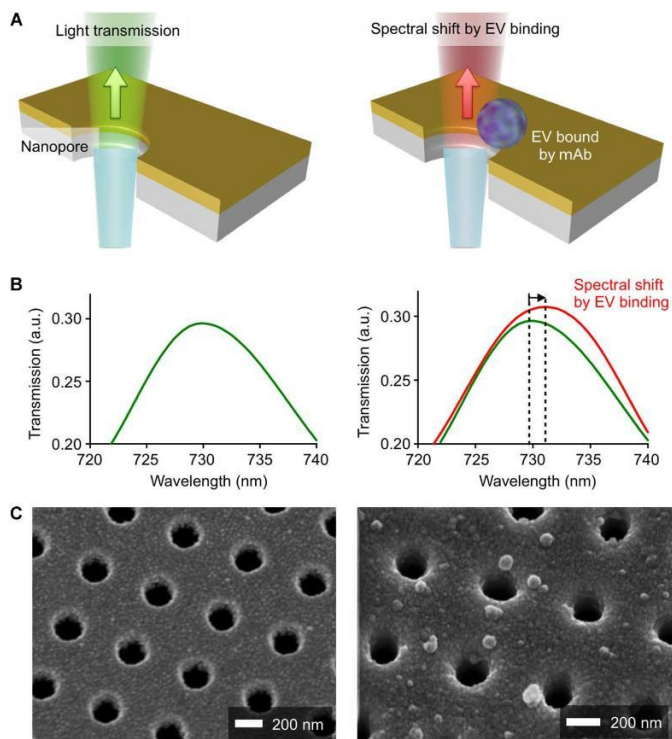 A
Light transmission
Nanopore
Spectral shift by EV binding
EV bound
by mAb
B
Transmission (a.u.)
0.30
0.25
0.20
720
725
730
735
740
Wavelength (nm)
Spectral shift
by EV binding
Transmission (a.u.)
0.30
0.25
0.20
720
725
730
735
740
Wavelength (nm)
C
200 nm
200 nm